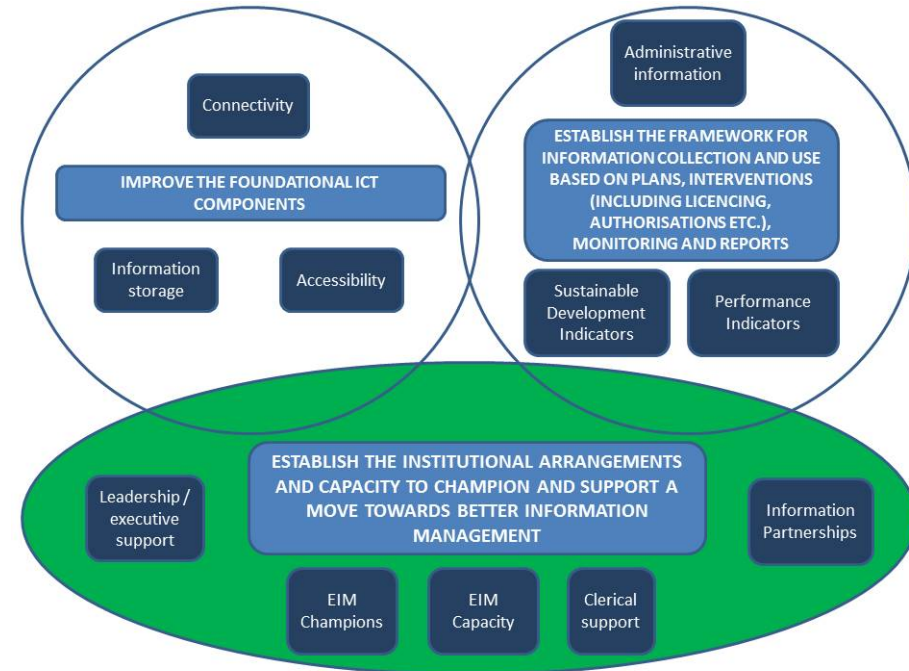 Connectivity
IMPROVE THE FOUNDATIONAL ICT
COMPONENTS
Information
storage
Accessibility
Administrative
information
ESTABLISH THE FRAMEWORK FOR
INFORMATION COLLECTION AND USE
BASED ON PLANS, INTERVENTIONS
(INCLUDING LICENCING,
AUTHORISATIONS ETC.),
MONITORING AND REPORTS
Sustainable
Development
Indicators
Performance
Indicators
ESTABLISH THE INSTITUTIONAL ARRANGEMENTS
AND CAPACITY TO CHAMPION AND SUPPORT A
MOVE TOWARDS BETTER INFORMATION
MANAGEMENT
Leadership /
executive
support
Information
Partnerships
EIM
Champions
EIM
Capacity
Clerical
support